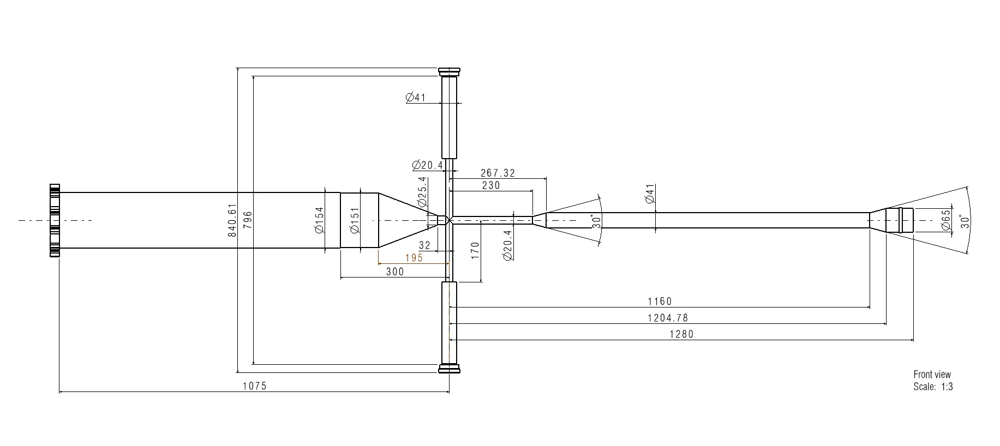 Ø41
Ø20.4
Ø25.4
267.32
230
Ø41
840.61
796
Ø154
Ø151
30°
Ø65
30°
32
195
300
170
Ø20.4
1160
1204.78
1280
1075
Front view
Scale: 1:3